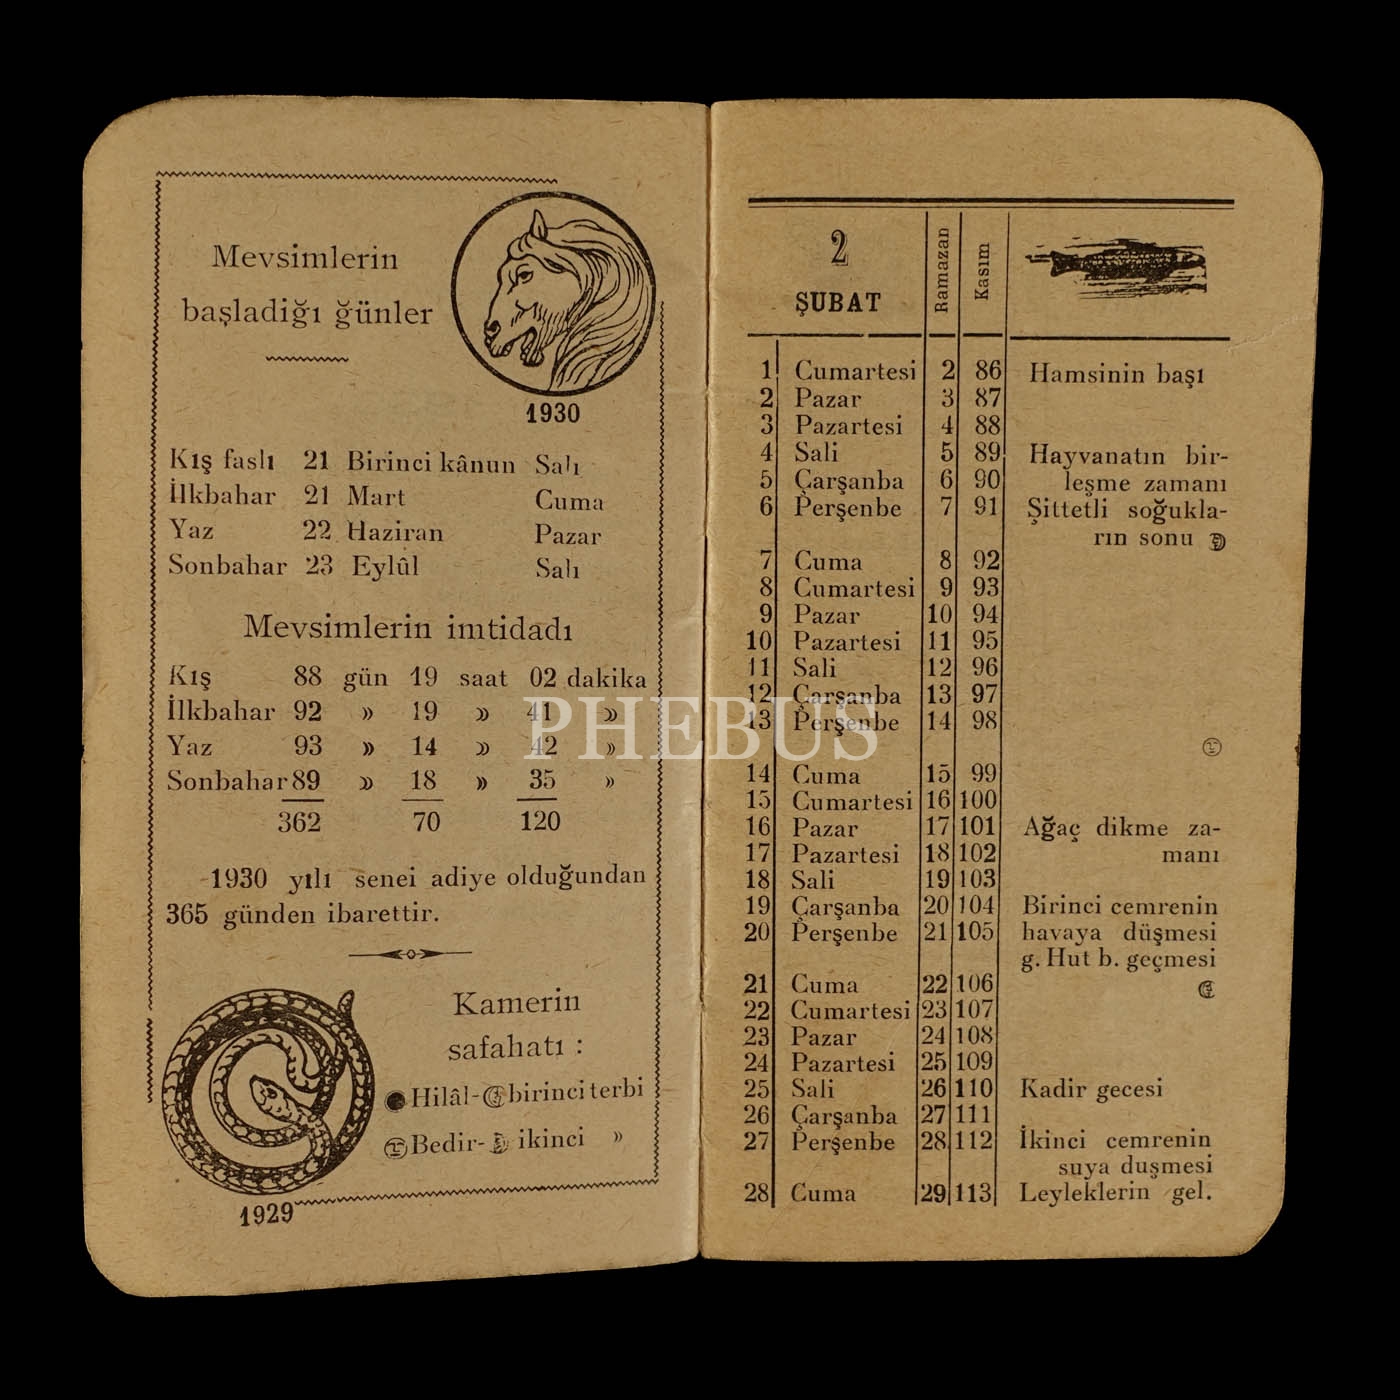 Mevsimlerin
başladiğı ğünler
1930
Kış faslı 21 Birinci kânun Salı
İlkbahar 21 Mart Cuma
Yaz 22 Haziran Pazar
Sonbahar 23 Eylûl Salı
Mevsimlerin imtidadı
Kış 88 gün 19 saat 02 dakika
İlkbahar 92 » 19 » 41 »
Yaz 93 » 14 » 42 »
Sonbahar 89 » 18 » 35 »
362 70 120
1930 yılı senei adiye olduğundan
365 günden ibarettir.
Kamerin
safahatı :
Hilâl- birinci terbi
Bedir- ikinci »
1929
2
ŞUBAT
Ramazan
Kasım
1 Cumartesi 2 86 Hamsinin başı
2 Pazar 3 87
3 Pazartesi 4 88
4 Sali 5 89 Hayvanatın bir-
5 Çarşanba 6 90 leşme zamanı
6 Perşenbe 7 91 Şittetli soğukla-
rın sonu
7 Cuma 8 92
8 Cumartesi 9 93
9 Pazar 10 94
10 Pazartesi 11 95
11 Sali 12 96
12 Çarşanba 13 97
13 Perşenbe 14 98
14 Cuma 15 99
15 Cumartesi 16 100
16 Pazar 17 101 Ağaç dikme za-
17 Pazartesi 18 102 manı
18 Sali 19 103
19 Çarşanba 20 104 Birinci cemrenin
20 Perşenbe 21 105 havaya düşmesi
g. Hut b. geçmesi
21 Cuma 22 106
22 Cumartesi 23 107
23 Pazar 24 108
24 Pazartesi 25 109
25 Sali 26 110 Kadir gecesi
26 Çarşanba 27 111
27 Perşenbe 28 112 İkinci cemrenin
suya duşmesi
28 Cuma 29 113 Leyleklerin gel.
PHEBUS